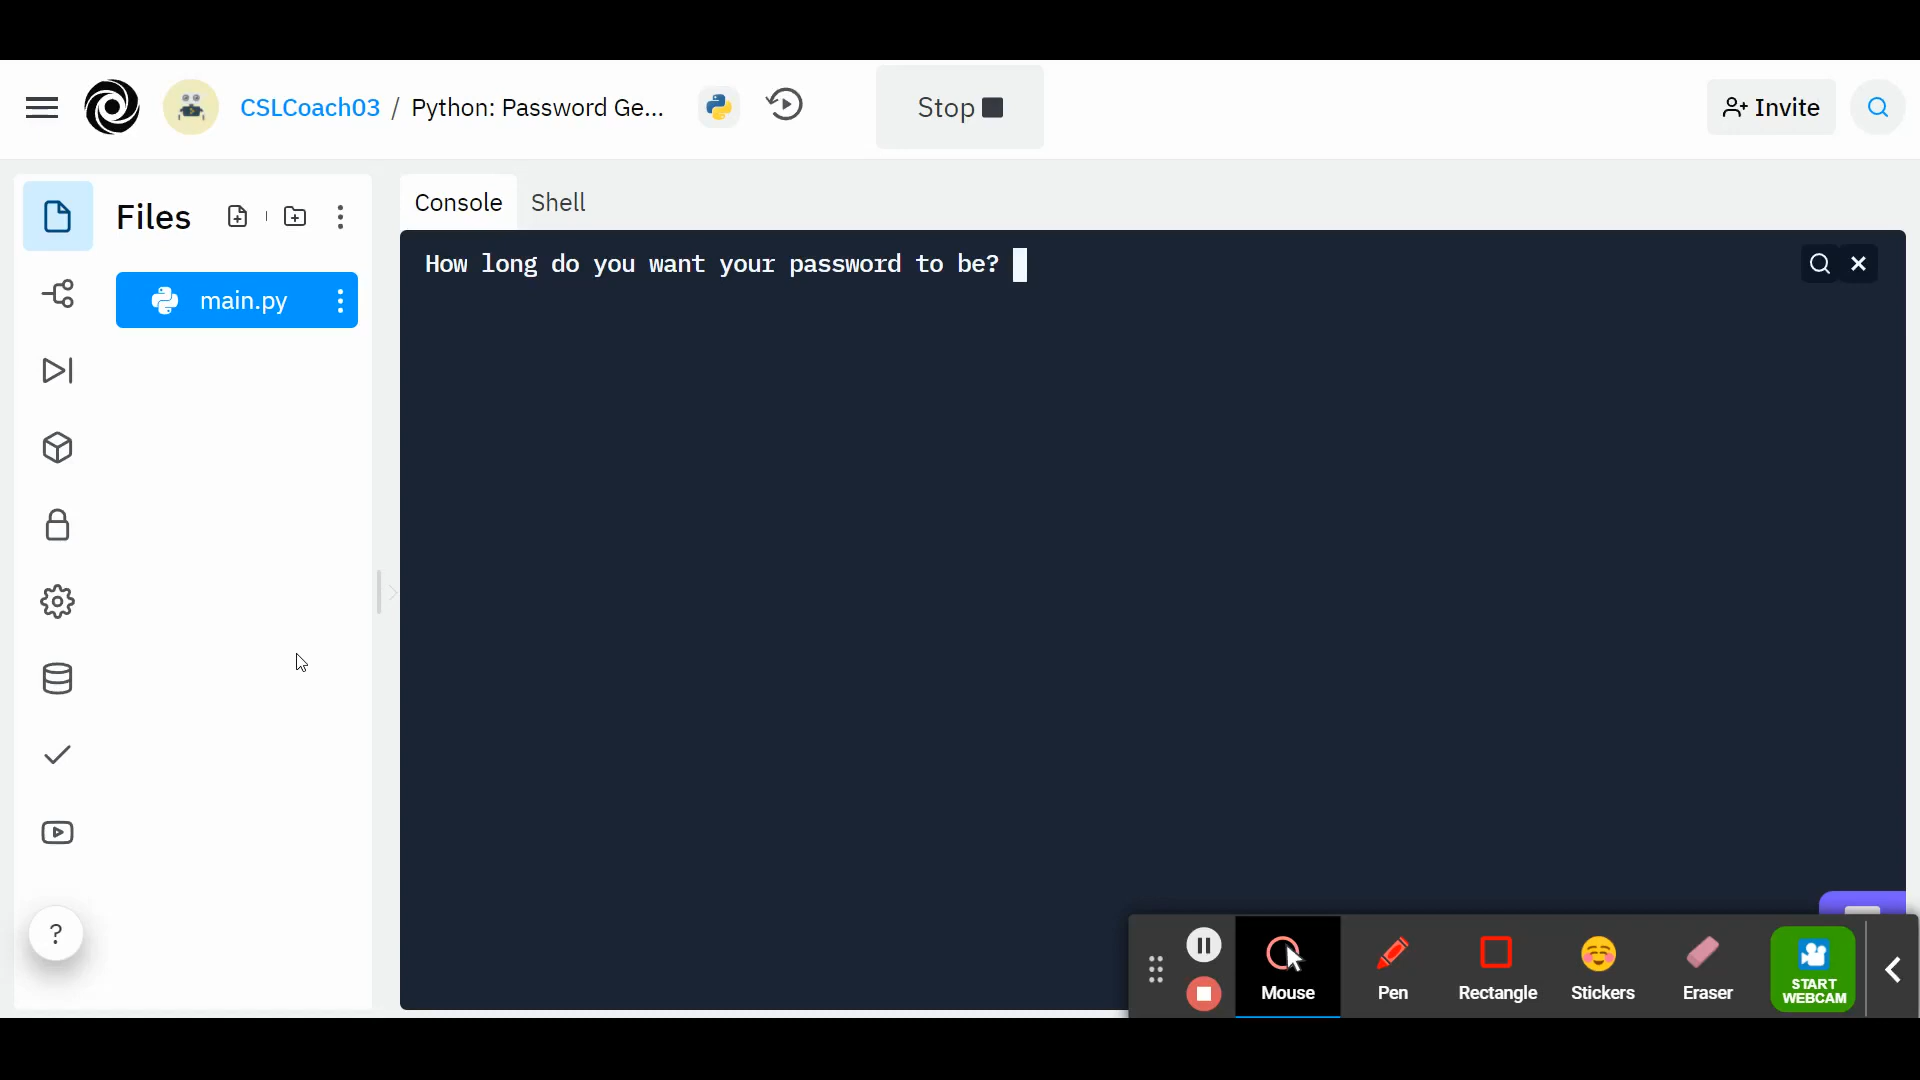 CSLCoach03 / Python: Password Ge...
Stop
Invite
Files
main.py
Console Shell
How long do you want your password to be?
?
Mouse
Pen
Rectangle
Stickers
Eraser
START
WEBCAM